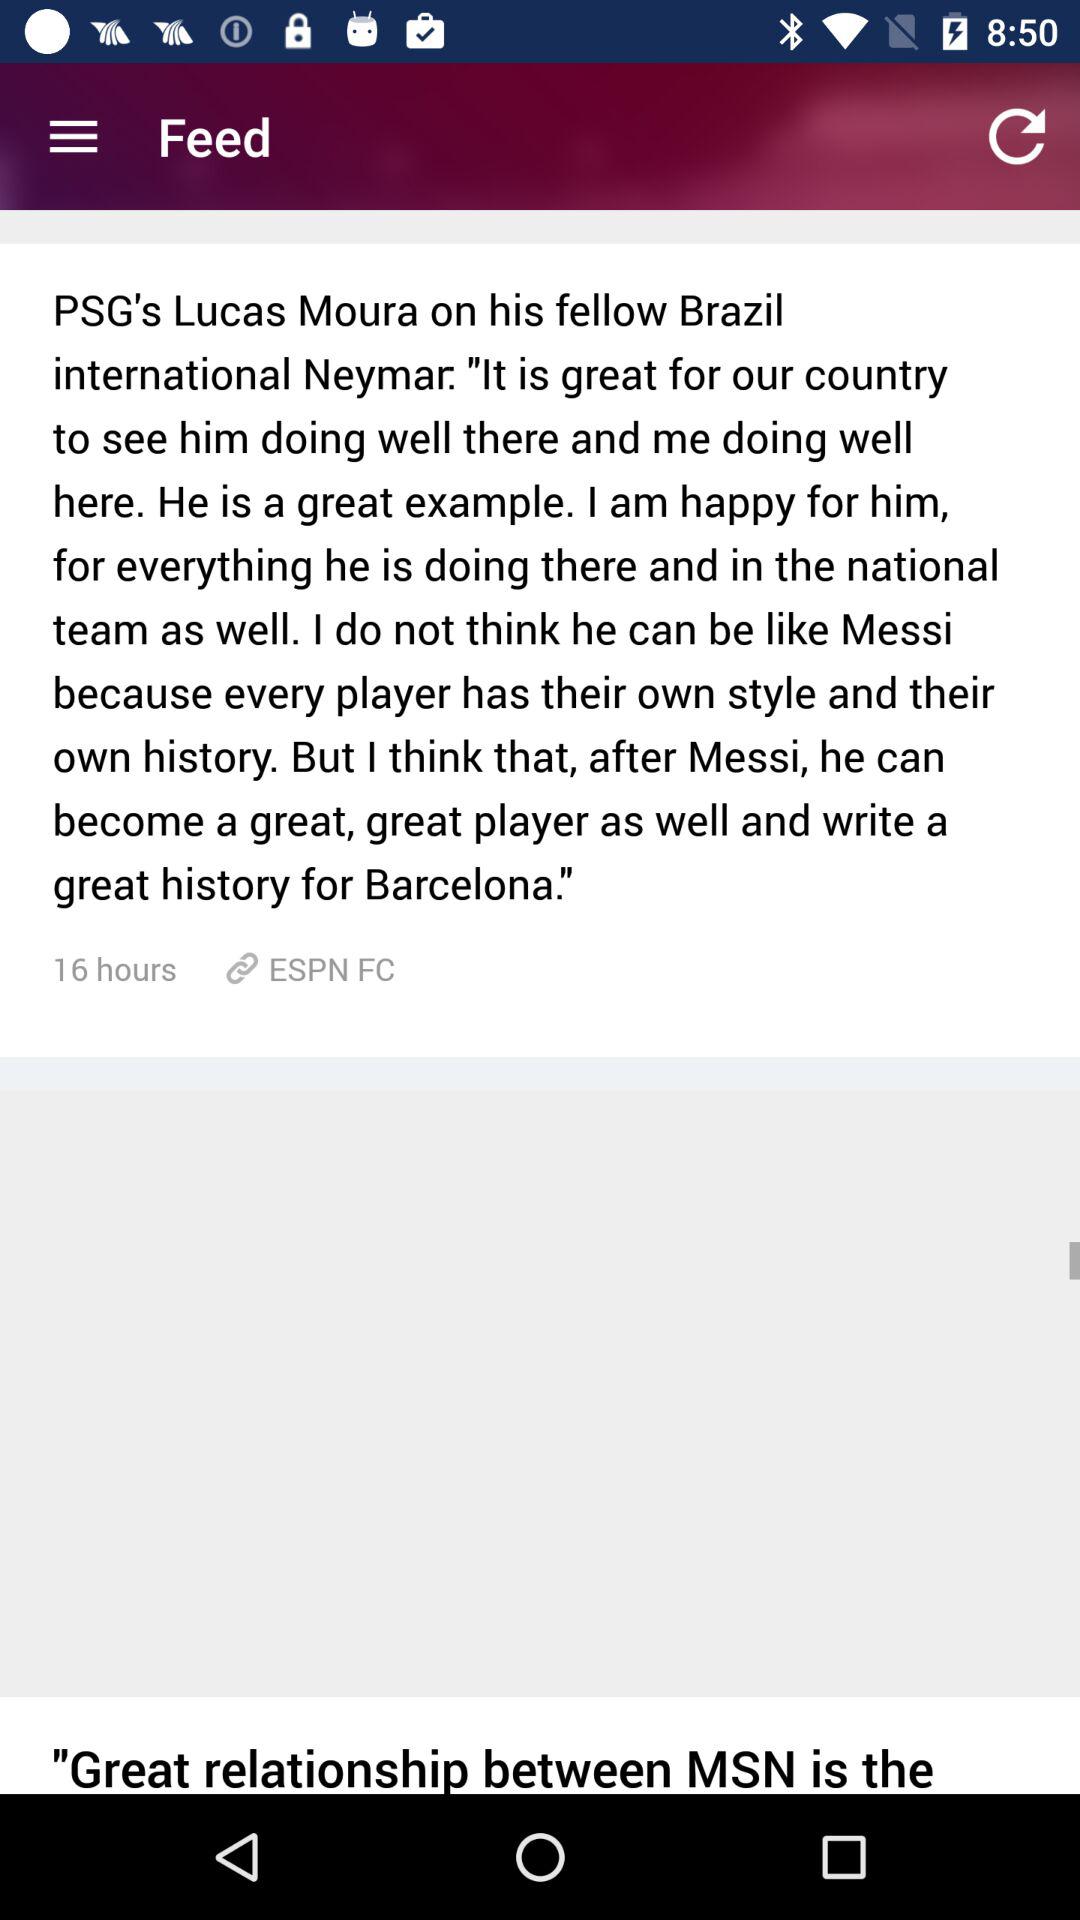 8:50
Feed
PSG's Lucas Moura on his fellow Brazil
international Neymar: "It is great for our country
to see him doing well there and me doing well
here. He is a great example. I am happy for him,
for everything he is doing there and in the national
team as well. I do not think he can be like Messi
because every player has their own style and their
own history. But I think that, after Messi, he can
become a great, great player as well and write a
great history for Barcelona."
16 hours ESPN FC
"Great relationship between MSN is the